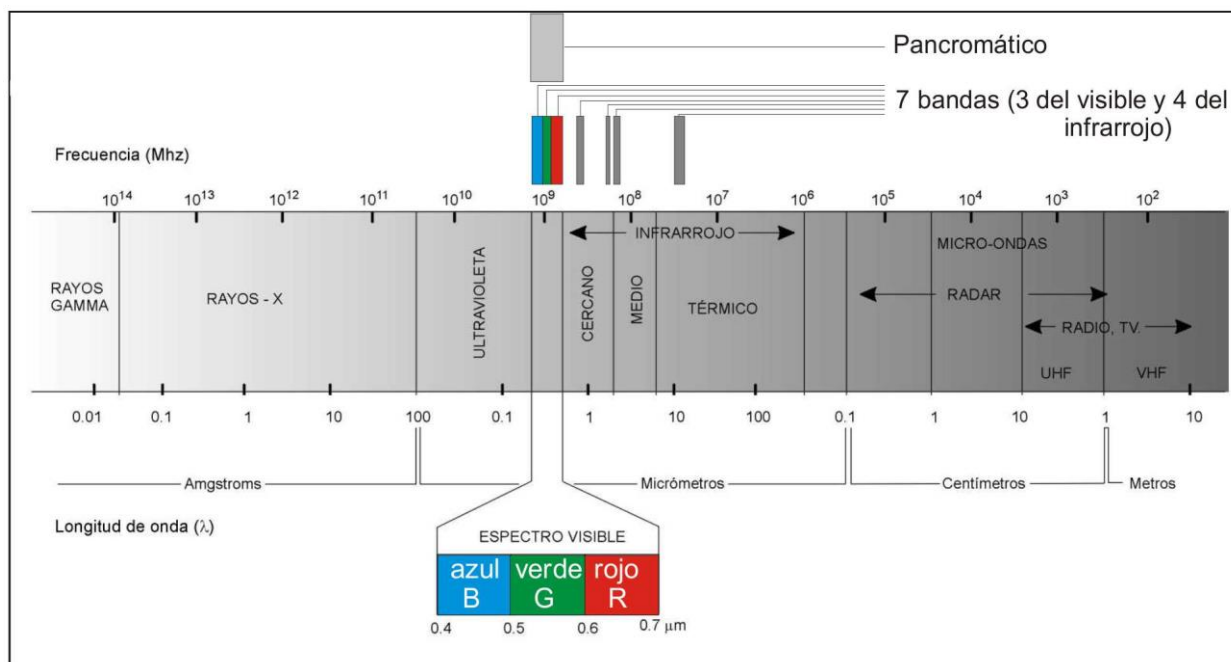 Pancromático
7 bandas (3 del visible y 4 del
infrarrojo)
Frecuencia (Mhz)
10¹⁴ 10¹³ 10¹² 10¹¹ 10¹⁰ 10⁹ 10⁸ 10⁷ 10⁶ 10⁵ 10⁴ 10³ 10²
INFRARROJO
MICRO-ONDAS
RAYOS
GAMMA
RAYOS - X
ULTRAVIOLETA
CERCANO
MEDIO
TÉRMICO
RADAR
RADIO, TV.
UHF VHF
0.01 0.1 1 10 100 0.1 1 10 100 0.1 1 10 1 10
Amgstroms Micrómetros Centímetros Metros
Longitud de onda (λ)
ESPECTRO VISIBLE
azul verde rojo
B G R
0.4 0.5 0.6 0.7 μm